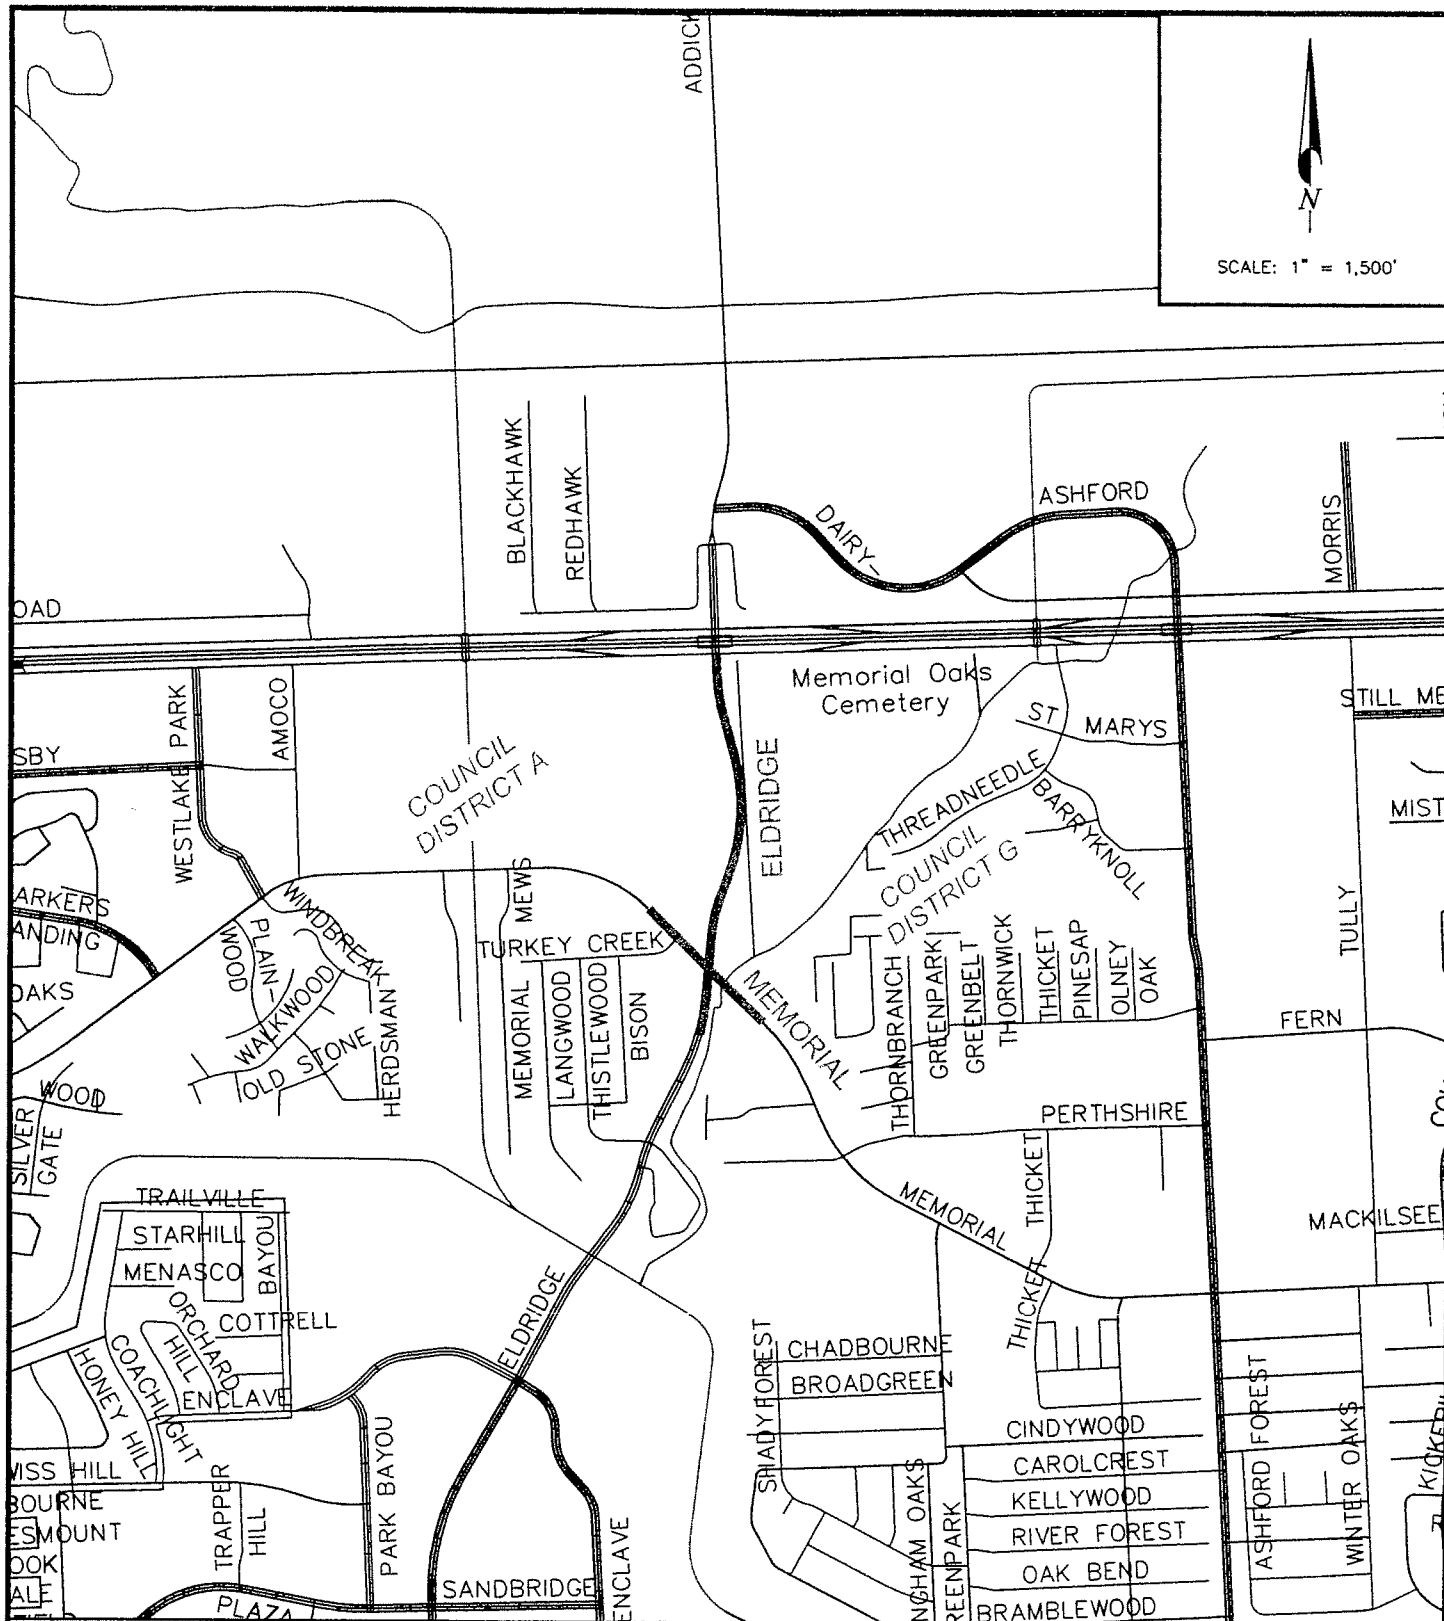 ADDICK
N
SCALE: 1" = 1,500'
BLACKHAWK
REDHAWK
DAIRY-
ASHFORD
MORRIS
OAD
WESTLAKE PARK
AMOCO
Memorial Oaks
Cemetery
ST MARYS
STILL ME
SBY
COUNCIL
DISTRICT A
ELDRIDGE
THREADNEEDLE
BARRYKNOLL
MIST
COUNCIL
DISTRICT G
ARKERS
ANDING
OAKS
PLAIN-
WOOD
WINDBREAK
WALKWOOD
OLD STONE
HERDSMAN
MEMORIAL MEWS
TURKEY CREEK
LANGWOOD
THISTLEWOOD
BISON
MEMORIAL
THORNBRANCH
GREENPARK
GREENBELT
THORNWICK
THICKET
PINESAP
OLNEY
OAK
TULLY
FERN
WOOD
SILVER
GATE
PERTHSHIRE
THICKET
MEMORIAL
MACKILSEE
TRAILVILLE
STARHILL
MENASCO
BAYOU
ORCHARD
HILL
COTTRELL
COACHLIGHT
HONEY HILL
ENCLAVE
ELDRIDGE
THICKET
SHADYFOREST
CHADBOURNE
BROADGREEN
CINDYWOOD
CAROLCREST
KELLYWOOD
RIVER FOREST
OAK BEND
BRAMBLEWOOD
ASHFORD FOREST
WINTER OAKS
WISS HILL
BOURNE
ESMOUNT
OOK
ALE
TRAPPER
HILL
PARK BAYOU
SANDBRIDGE
ENCLAVE
PLAZA
NGHAM OAKS
REENPARK